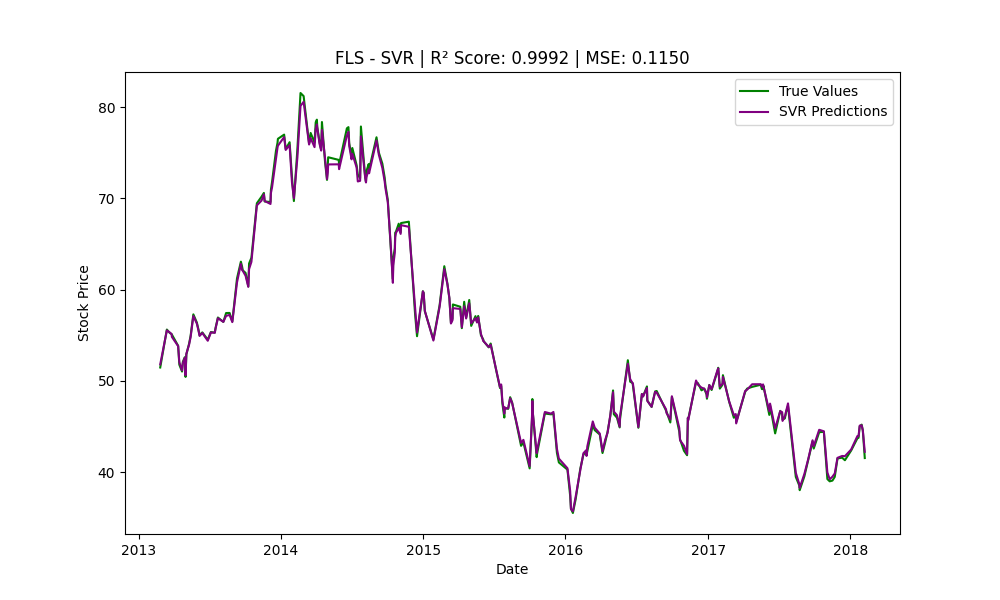 FLS - SVR | R² Score: 0.9992 | MSE: 0.1150
True Values
SVR Predictions
Stock Price
80
70
60
50
40
2013 2014 2015 2016 2017 2018
Date